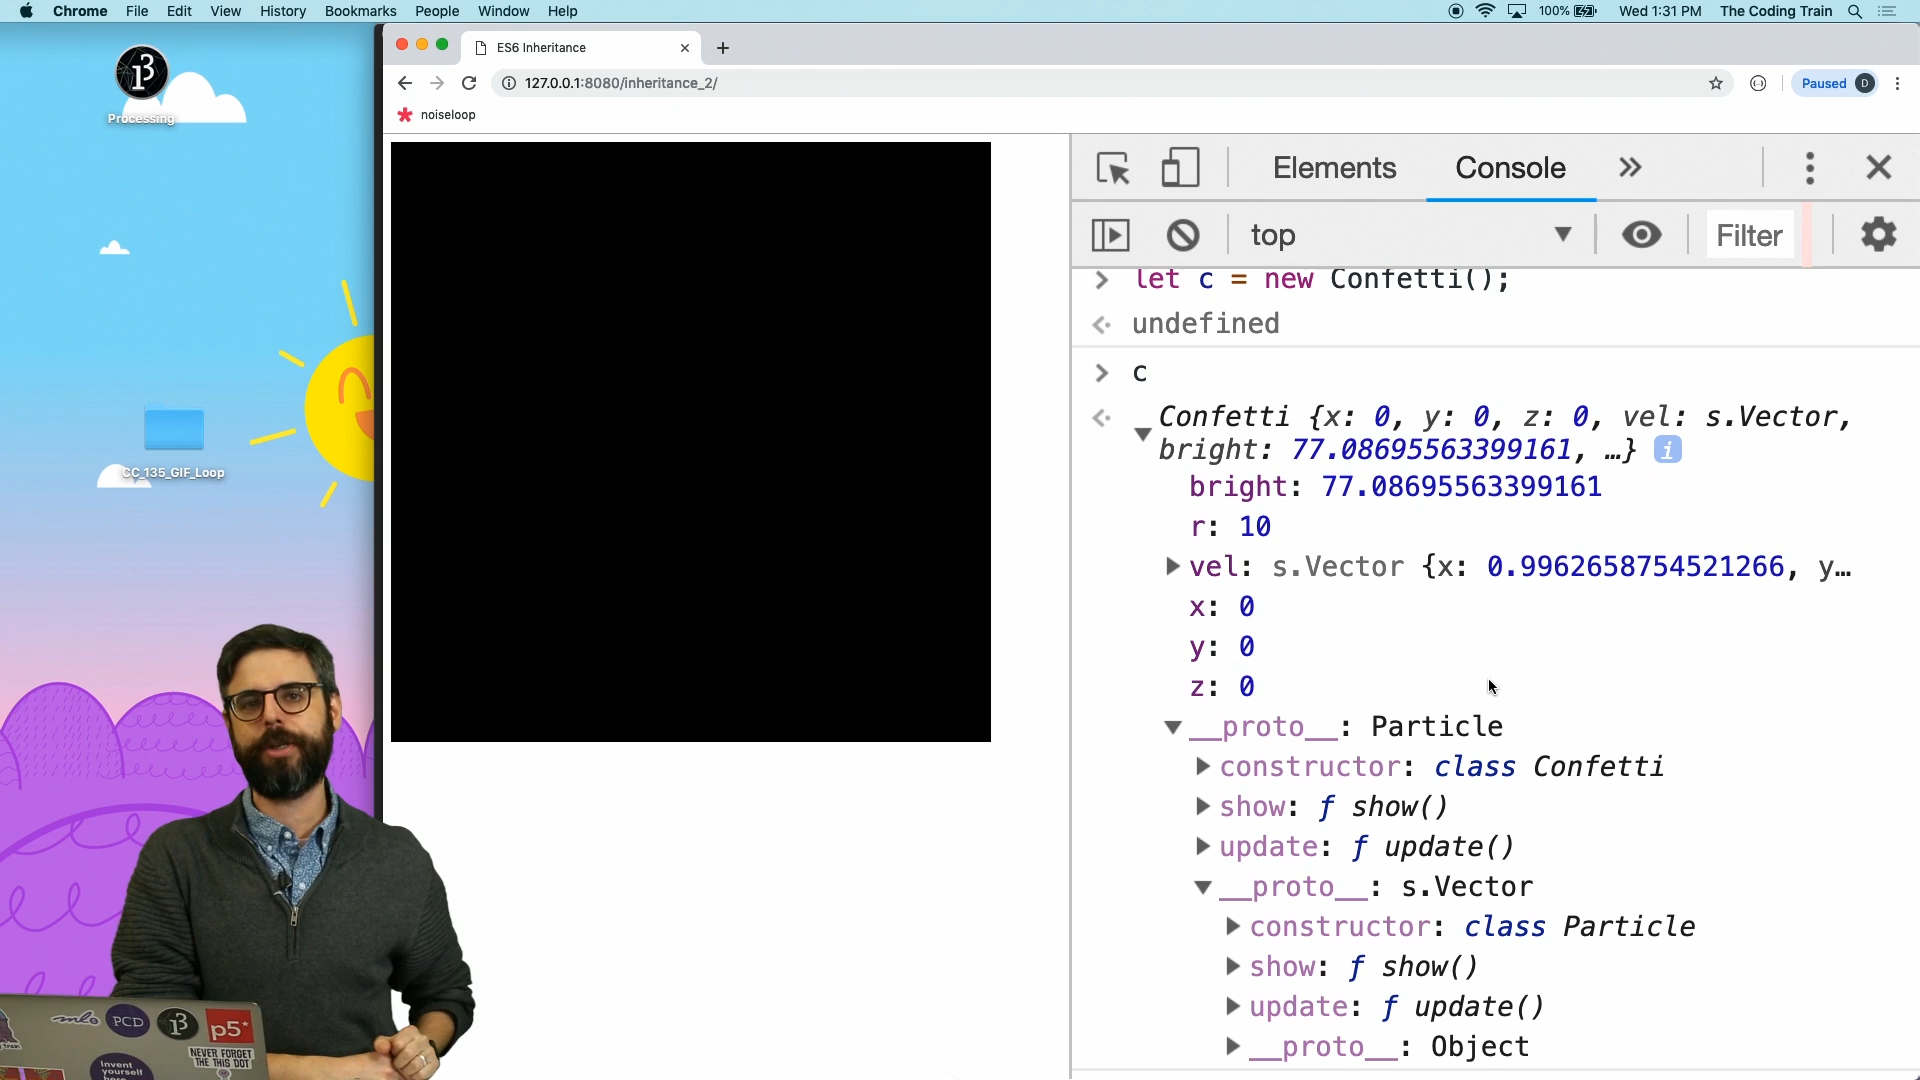 Chrome File Edit View History Bookmarks People Window Help
100% Wed 1:31 PM The Coding Train
Processing
CC_135_GIF_Loop
ES6 Inheritance
127.0.0.1:8080/inheritance_2/
Paused D
noiseloop
Elements Console
top Filter
let c = new Confetti();
undefined
c
Confetti {x: 0, y: 0, z: 0, vel: s.Vector,
bright: 77.08695563399161, …} i
bright: 77.08695563399161
r: 10
vel: s.Vector {x: 0.9962658754521266, y…
x: 0
y: 0
z: 0
__proto__: Particle
constructor: class Confetti
show: ƒ show()
update: ƒ update()
__proto__: s.Vector
constructor: class Particle
show: ƒ show()
update: ƒ update()
__proto__: Object
PCD
p5*
NEVER FORGET
THE THIS DOT
Invent
yourself